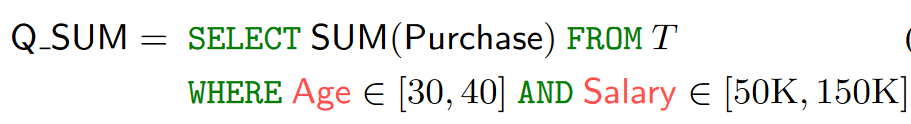 Q_SUM = SELECT SUM(Purchase) FROM T (
WHERE Age ∈ [30, 40] AND Salary ∈ [50K, 150K]